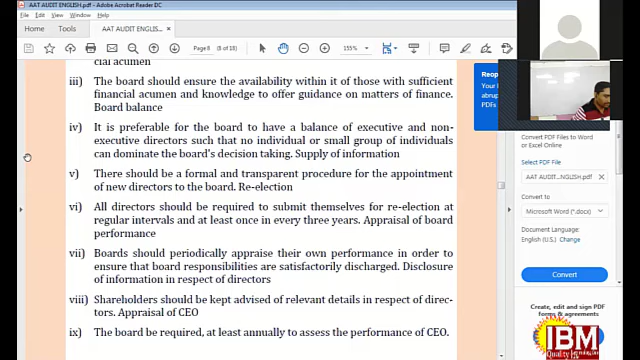 AAT AUDIT ENGLISH.pdf - Adobe Acrobat Reader DC
File Edit View Window Help
Home Tools AAT AUDIT ENGLISH.... ×
Page 8 (8 of 18) 155%
cial acumen
iii) The board should ensure the availability within it of those with sufficient
financial acumen and knowledge to offer guidance on matters of finance.
Board balance
iv) It is preferable for the board to have a balance of executive and non-
executive directors such that no individual or small group of individuals
can dominate the board's decision taking. Supply of information
v) There should be a formal and transparent procedure for the appointment
of new directors to the board. Re-election
vi) All directors should be required to submit themselves for re-election at
regular intervals and at least once in every three years. Appraisal of board
performance
vii) Boards should periodically appraise their own performance in order to
ensure that board responsibilities are satisfactorily discharged. Disclosure
of information in respect of directors
viii) Shareholders should be kept advised of relevant details in respect of direc-
tors. Appraisal of CEO
ix) The board be required, at least annually to assess the performance of CEO.
Reop
Your l
abrup
PDFs
Convert PDF Files to Word
or Excel Online
Select PDF File
AAT AUDIT...NGLISH.pdf ×
Convert to
Microsoft Word (*.docx)
Document Language:
English (U.S.) Change
Convert
Create, edit and sign PDF
forms & agreements
IBM